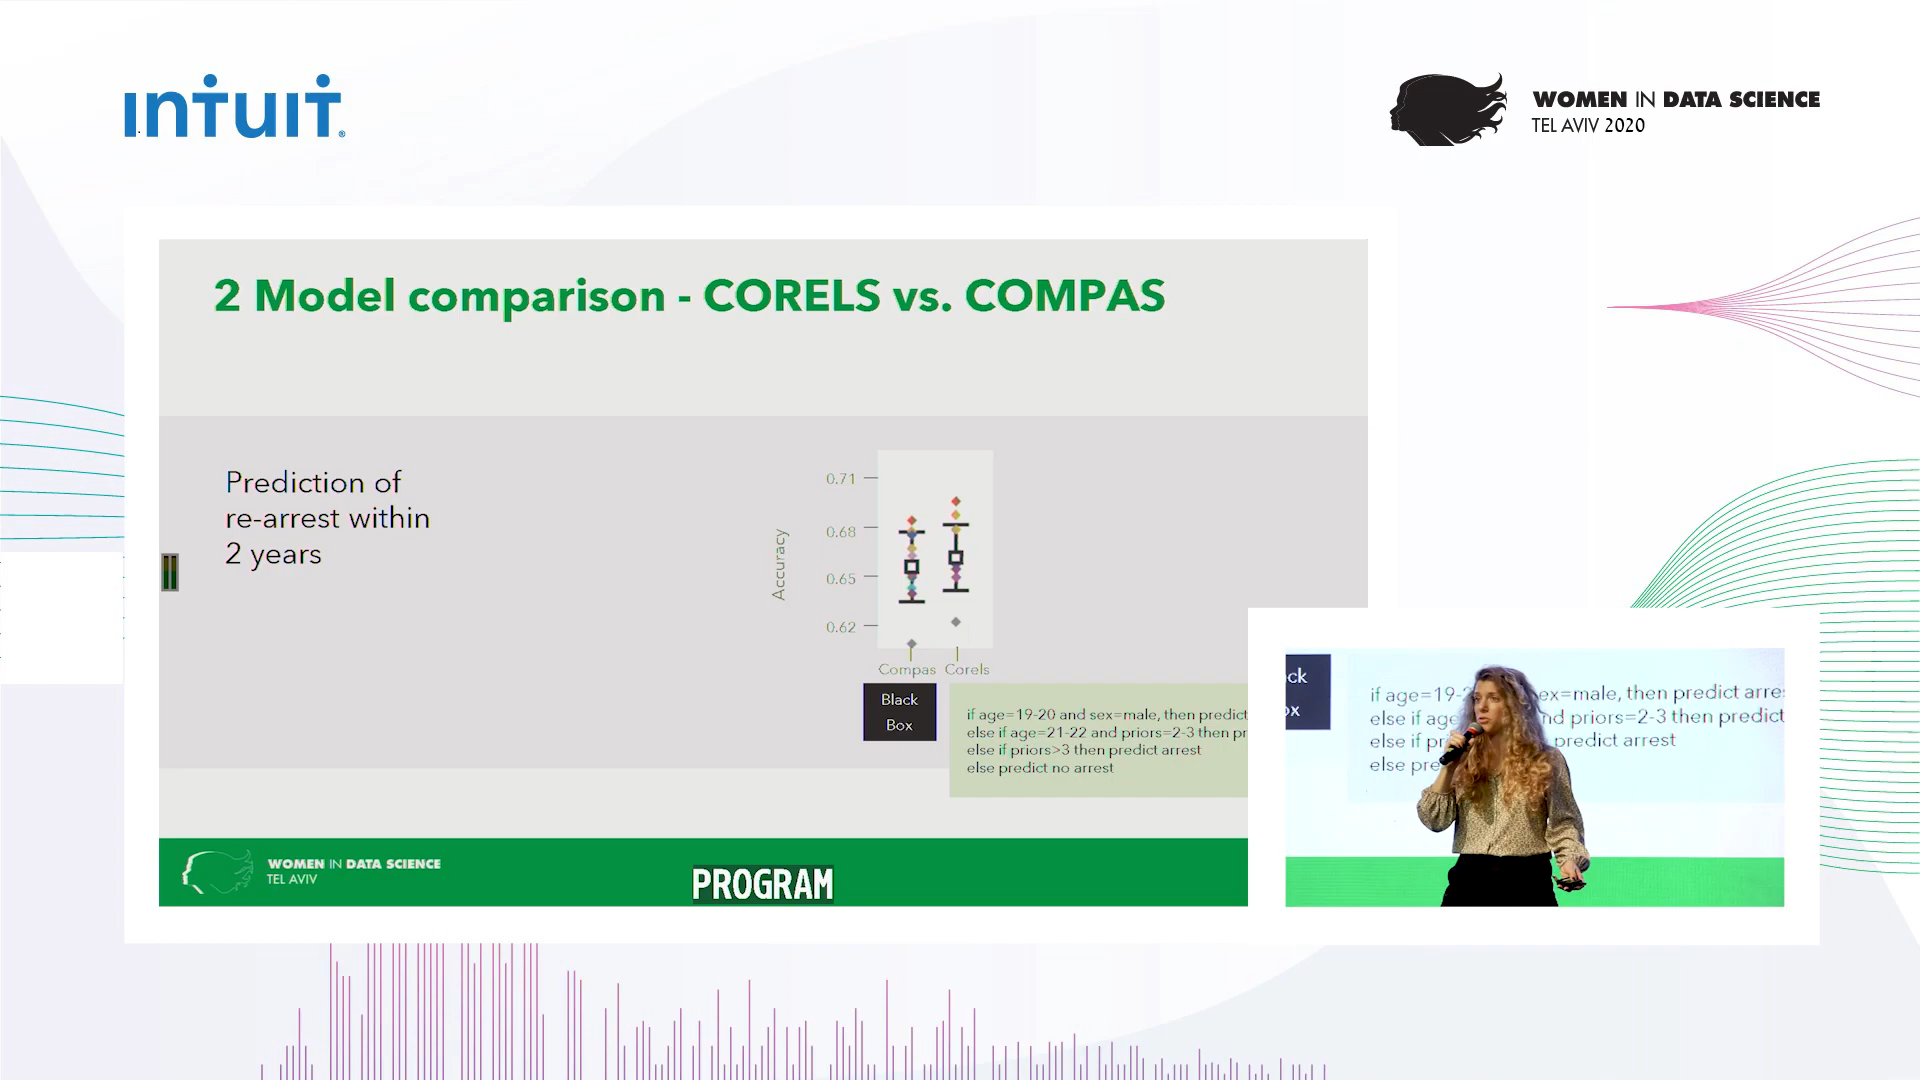 INTUIT
WOMEN IN DATA SCIENCE
TEL AVIV 2020
2 Model comparison - CORELS vs. COMPAS
Prediction of
re-arrest within
2 years
Accuracy
0.71
0.68
0.65
0.62
Compas Corels
Black
Box
if age=19-20 and sex=male, then predict
else if age=21-22 and priors=2-3 then pr
else if priors>3 then predict arrest
else predict no arrest
WOMEN IN DATA SCIENCE
TEL AVIV
PROGRAM
ck
ox
if age=19-2 ex=male, then predict arres
else if age nd priors=2-3 then predict
else if pr predict arrest
else pre